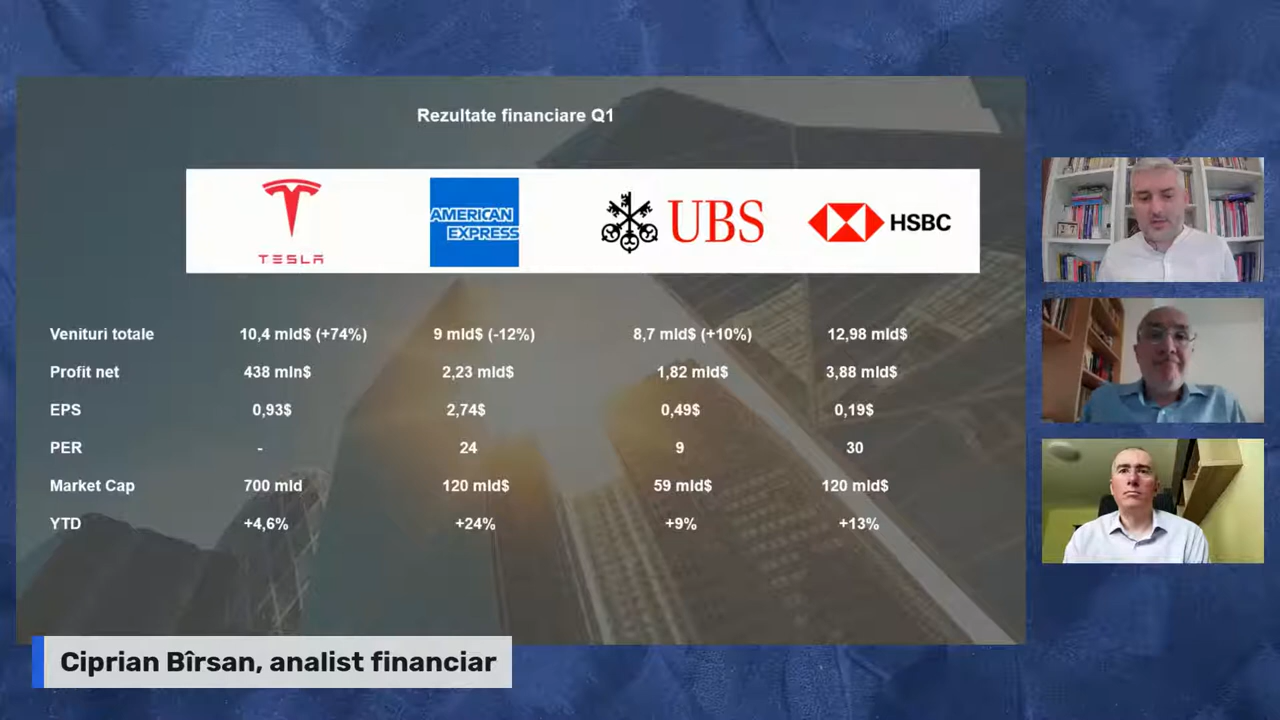 Rezultate financiare Q1
TESLA
AMERICAN
EXPRESS
UBS
HSBC
Venituri totale 10,4 mld$ (+74%) 9 mld$ (-12%) 8,7 mld$ (+10%) 12,98 mld$
Profit net 438 mln$ 2,23 mld$ 1,82 mld$ 3,88 mld$
EPS 0,93$ 2,74$ 0,49$ 0,19$
PER - 24 9 30
Market Cap 700 mld 120 mld$ 59 mld$ 120 mld$
YTD +4,6% +24% +9% +13%
Ciprian Bîrsan, analist financiar